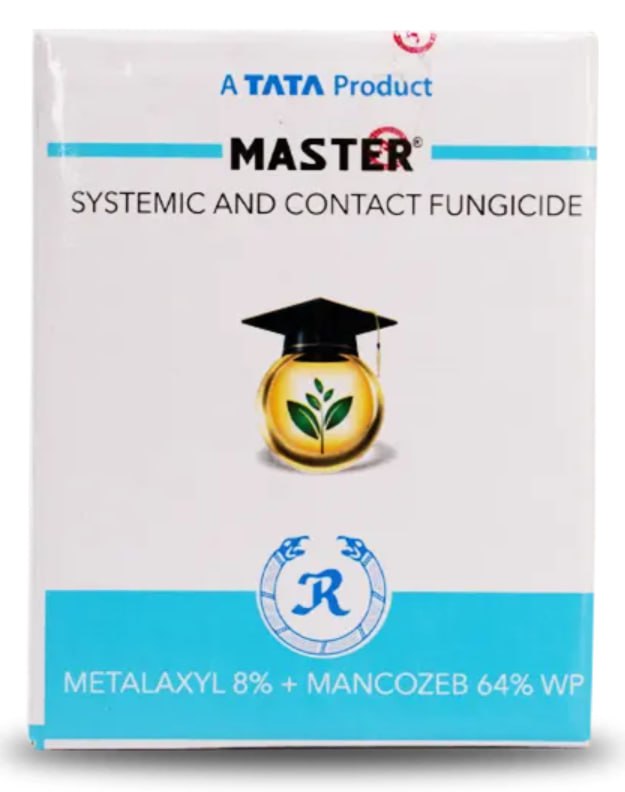 A TATA Product
MASTER®
SYSTEMIC AND CONTACT FUNGICIDE
R
METALAXYL 8% + MANCOZEB 64% WP